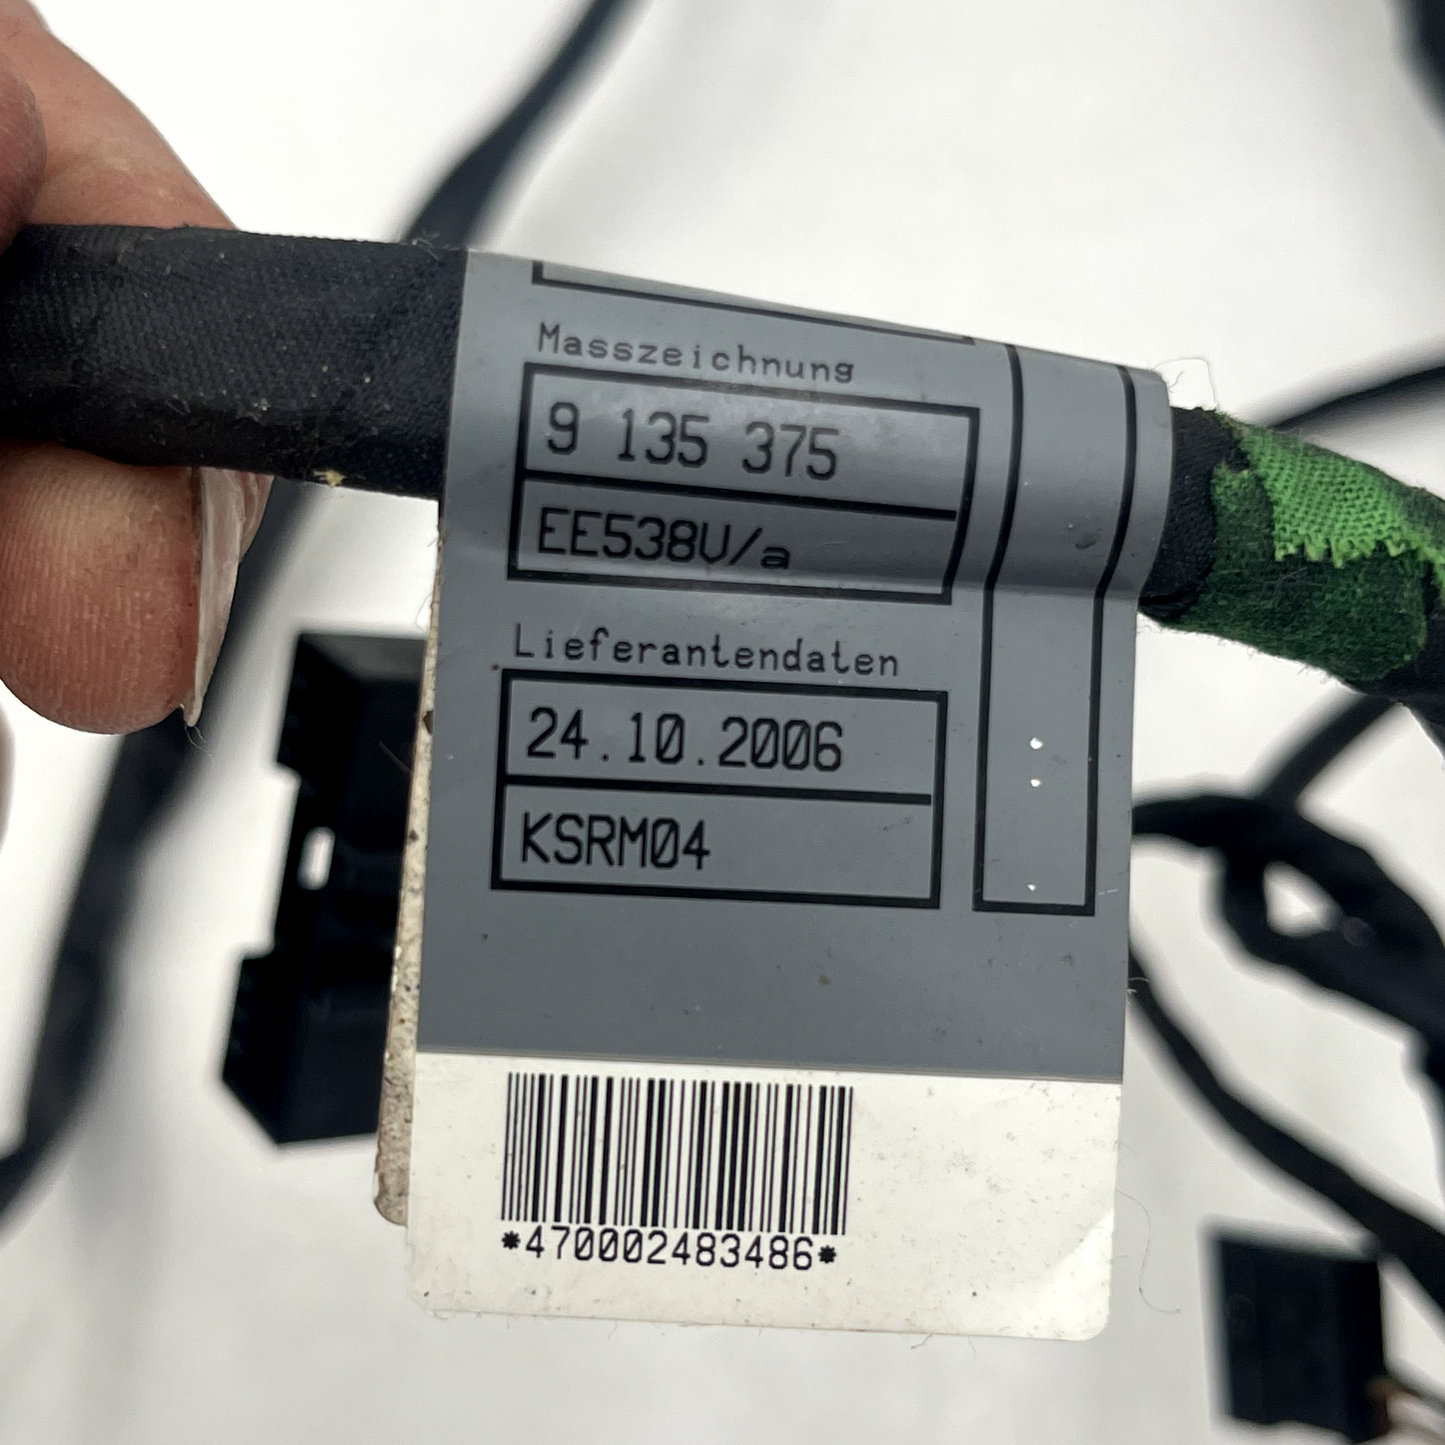 Masszeichnung
9 135 375
EE538V/a
Lieferantendaten
24.10.2006
KSRM04
*470002483486*